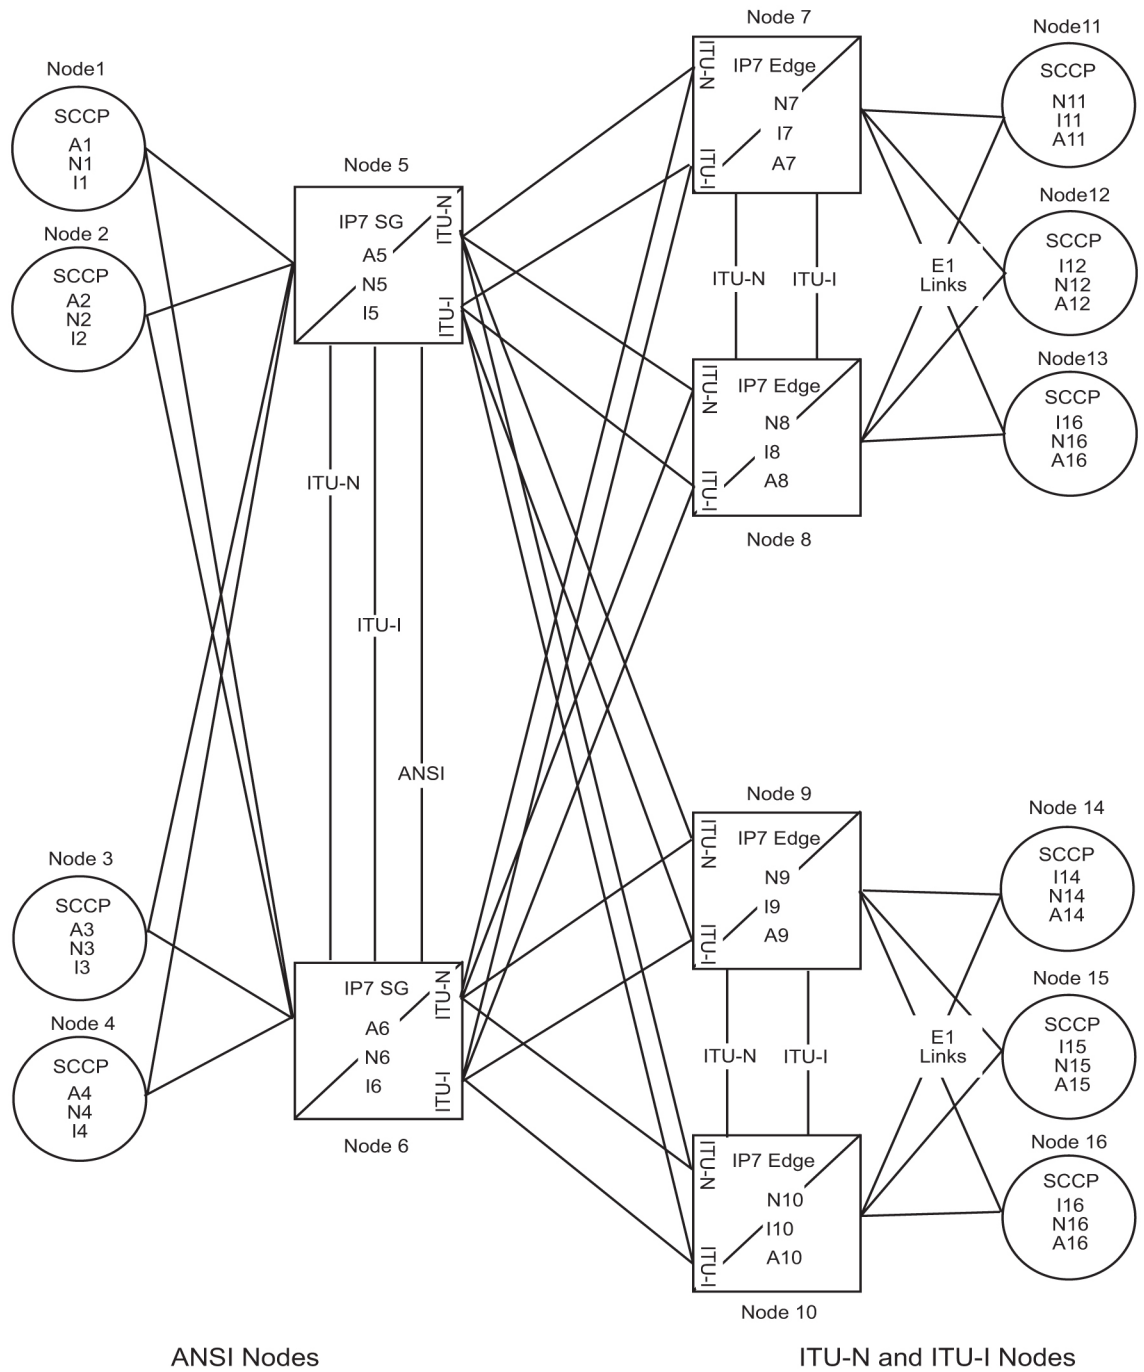 Node1
SCCP
A1
N1
I1
Node 2
SCCP
A2
N2
I2
Node 3
SCCP
A3
N3
I3
Node 4
SCCP
A4
N4
I4
Node 5
IP7 SG
A5
N5
I5
ITU-N
ITU-I
ITU-N
ITU-I
ANSI
IP7 SG
A6
N6
I6
ITU-N
ITU-I
Node 6
Node 7
ITU-N
IP7 Edge
N7
I7
A7
ITU-I
ITU-N
ITU-I
ITU-N
IP7 Edge
N8
I8
A8
ITU-I
Node 8
Node 9
ITU-N
IP7 Edge
N9
I9
A9
ITU-I
ITU-N
ITU-I
ITU-N
IP7 Edge
N10
I10
A10
ITU-I
Node 10
Node11
SCCP
N11
I11
A11
Node12
SCCP
I12
N12
A12
E1
Links
Node13
SCCP
I16
N16
A16
Node 14
SCCP
I14
N14
A14
Node 15
SCCP
I15
N15
A15
E1
Links
Node 16
SCCP
I16
N16
A16
ANSI Nodes
ITU-N and ITU-I Nodes